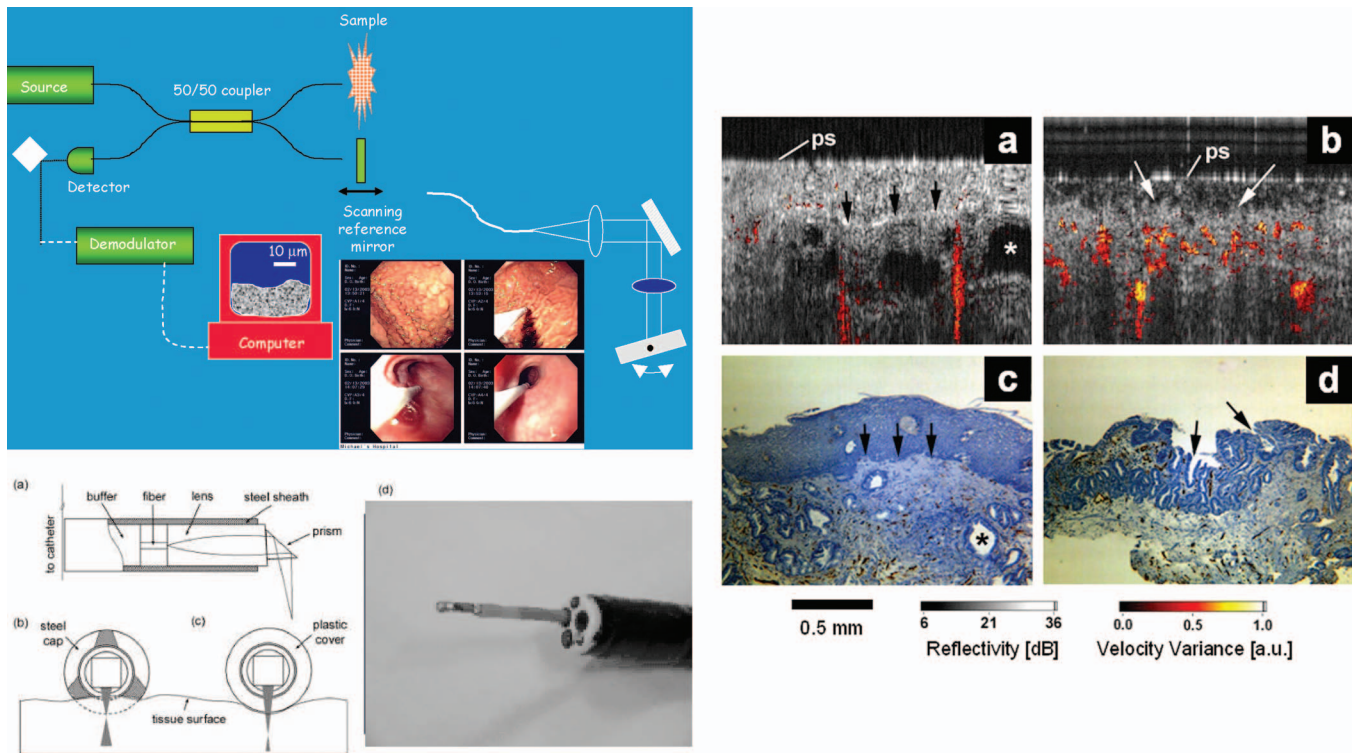 Sample
Source
50/50 coupler
Detector
Scanning
reference
mirror
Demodulator
10 μm
Computer
(a)
buffer
fiber
lens
steel sheath
prism
to catheter
(b)
steel
cap
(c)
plastic
cover
tissue surface
(d)
a
ps
b
ps
*
c
*
d
0.5 mm
6 21 36
Reflectivity [dB]
0.0 0.5 1.0
Velocity Variance [a.u.]